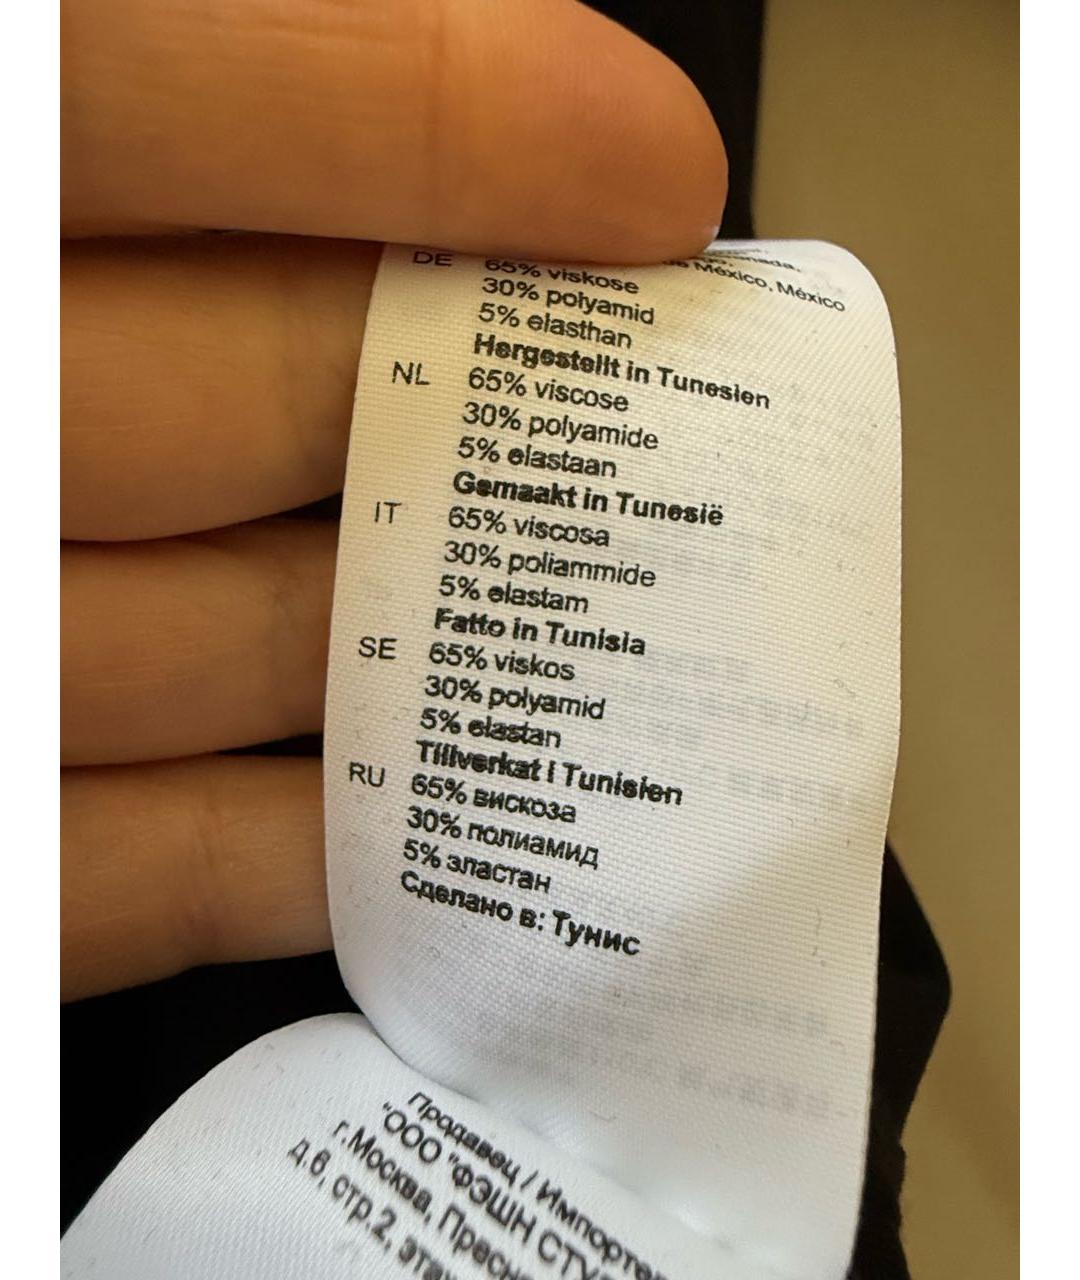 México, México
DE 65% viskose
30% polyamid
5% elasthan
Hergestellt in Tunesien
NL 65% viscose
30% polyamide
5% elastaan
Gemaakt in Tunesië
IT 65% viscosa
30% poliammide
5% elastam
Fatto in Tunisia
SE 65% viskos
30% polyamid
5% elastan
Tillverkat i Tunisien
RU 65% вискоза
30% полиамид
5% эластан
Сделано в: Тунис
Продавец / Импортер
"ООО "ФЭШН
г.Москва,
стр.2,